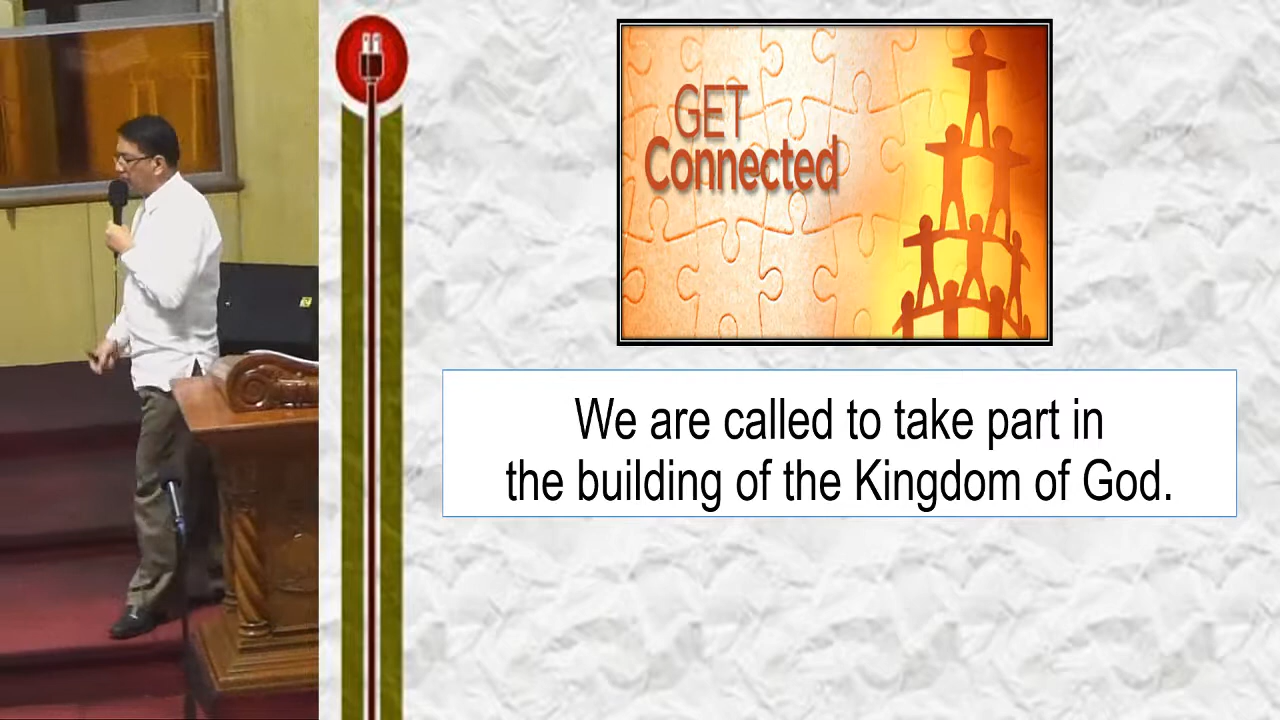 GET
Connected
We are called to take part in
the building of the Kingdom of God.